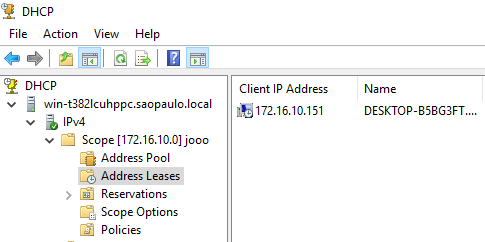 DHCP
File Action View Help
DHCP
win-t382lcuhppc.saopaulo.local
IPv4
Scope [172.16.10.0] jooo
Address Pool
Address Leases
Reservations
Scope Options
Policies
Client IP Address Name
172.16.10.151 DESKTOP-B5BG3FT....